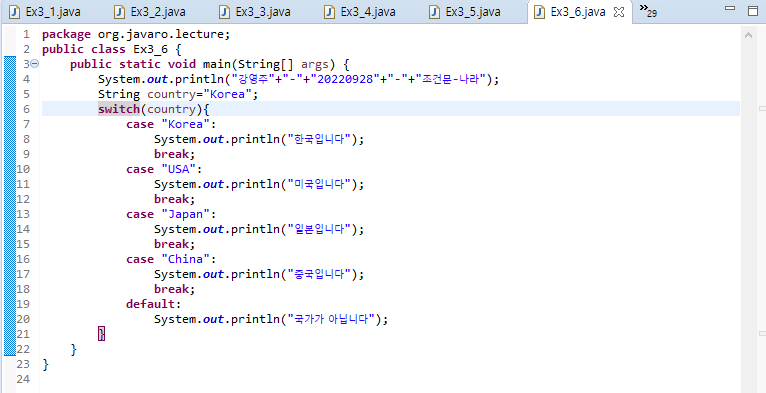 Ex3_1.java Ex3_2.java Ex3_3.java Ex3_4.java Ex3_5.java Ex3_6.java »29
1 package org.javaro.lecture;
2 public class Ex3_6 {
3 public static void main(String[] args) {
4 System.out.println("강영주"+"-"+"20220928"+"-"+"조건문-나라");
5 String country="Korea";
6 switch(country){
7 case "Korea":
8 System.out.println("한국입니다");
9 break;
10 case "USA":
11 System.out.println("미국입니다");
12 break;
13 case "Japan":
14 System.out.println("일본입니다");
15 break;
16 case "China":
17 System.out.println("중국입니다");
18 break;
19 default:
20 System.out.println("국가가 아닙니다");
21 }
22 }
23 }
24